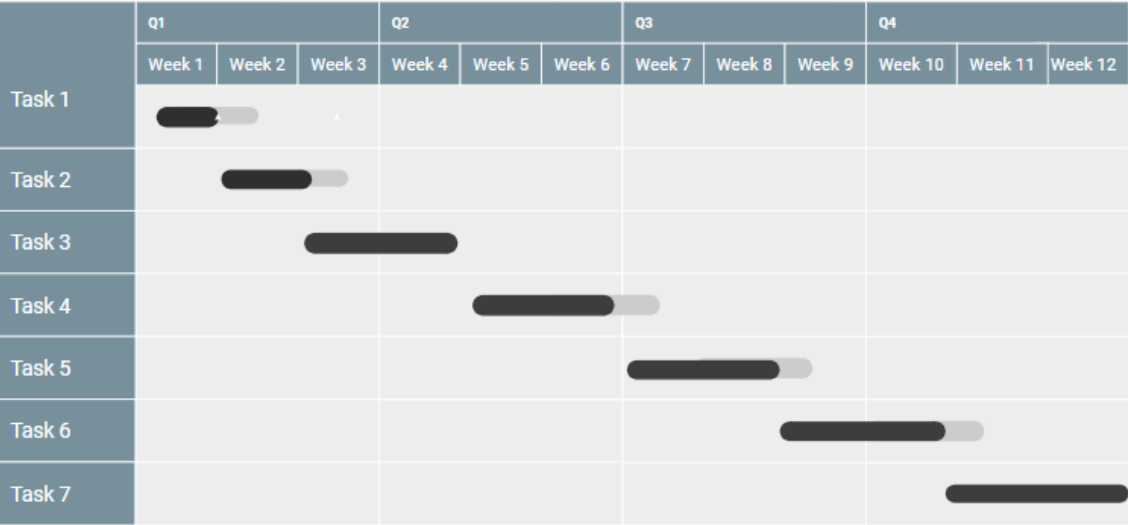 Q1 Q2 Q3 Q4
Week 1 Week 2 Week 3 Week 4 Week 5 Week 6 Week 7 Week 8 Week 9 Week 10 Week 11 Week 12
Task 1
Task 2
Task 3
Task 4
Task 5
Task 6
Task 7